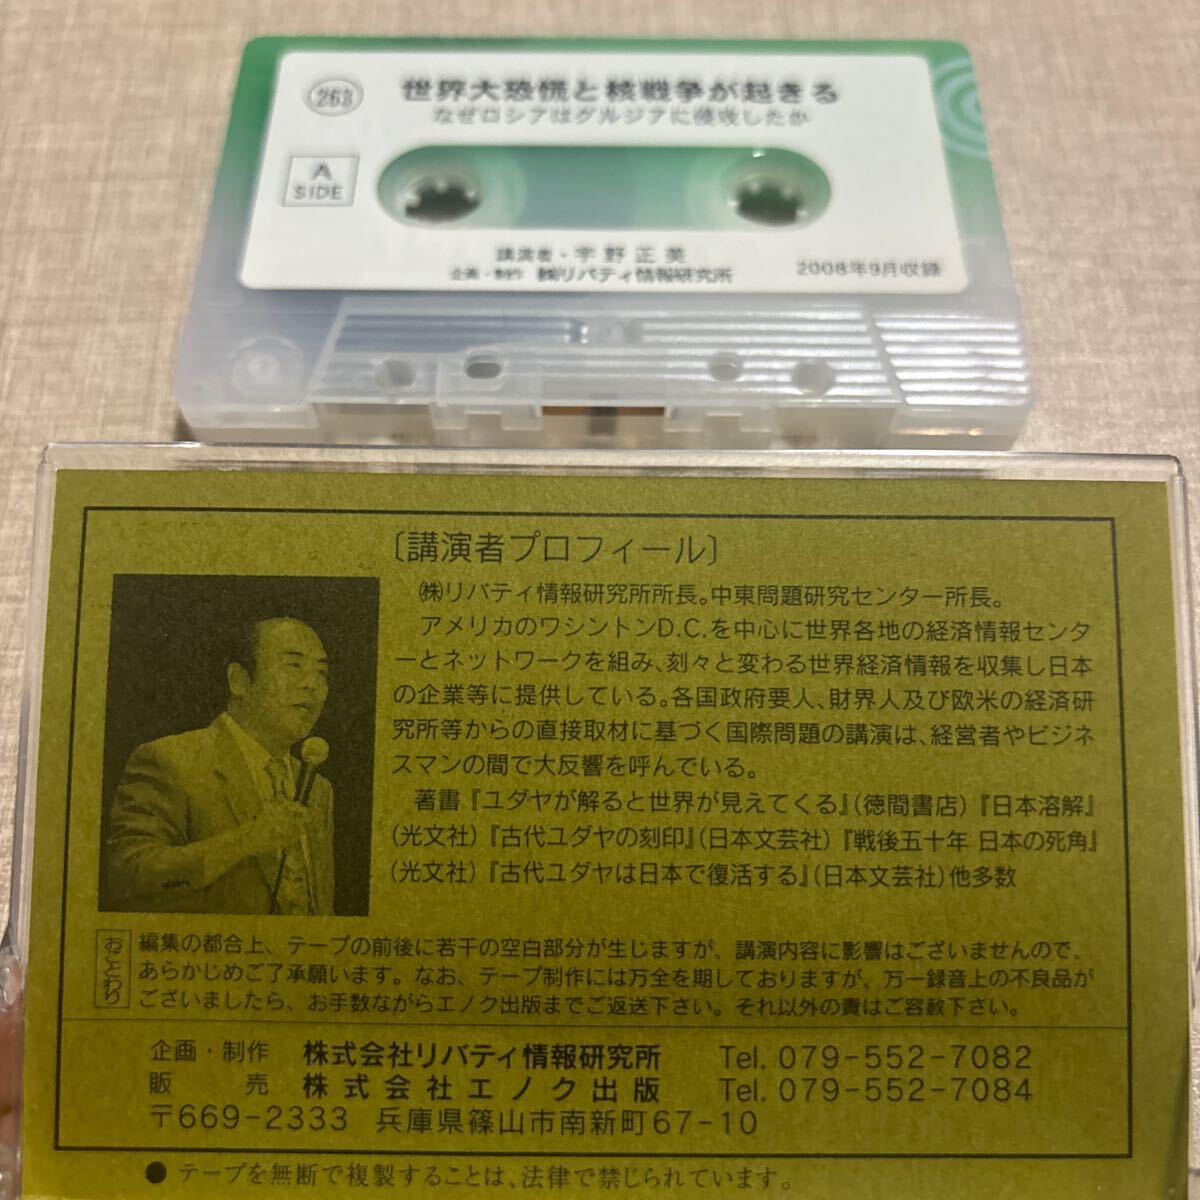 263
世界大恐慌と核戦争が起きる
なぜロシアはグルジアに侵攻したか
A
SIDE
講演者・宇野正美
企画・制作 ㈱リバティ情報研究所
2008年9月収録
〔講演者プロフィール〕
㈱リバティ情報研究所所長。中東問題研究センター所長。
アメリカのワシントンD.C.を中心に世界各地の経済情報センタ
ーとネットワークを組み、刻々と変わる世界経済情報を収集し日本
の企業等に提供している。各国政府要人、財界人及び欧米の経済研
究所等からの直接取材に基づく国際問題の講演は、経営者やビジネ
スマンの間で大反響を呼んでいる。
著書『ユダヤが解ると世界が見えてくる』(徳間書店)『日本溶解』
(光文社)『古代ユダヤの刻印』(日本文芸社)『戦後五十年 日本の死角』
(光文社)『古代ユダヤは日本で復活する』(日本文芸社)他多数
おことわり
編集の都合上、テープの前後に若干の空白部分が生じますが、講演内容に影響はございませんので、
あらかじめご了承願います。なお、テープ制作には万全を期しておりますが、万一録音上の不良品が
ございましたら、お手数ながらエノク出版までご返送下さい。それ以外の責はご容赦下さい。
企画・制作 株式会社リバティ情報研究所 Tel. 079-552-7082
販 売 株式会社エノク出版 Tel. 079-552-7084
〒669-2333 兵庫県篠山市南新町67-10
● テープを無断で複製することは、法律で禁じられています。